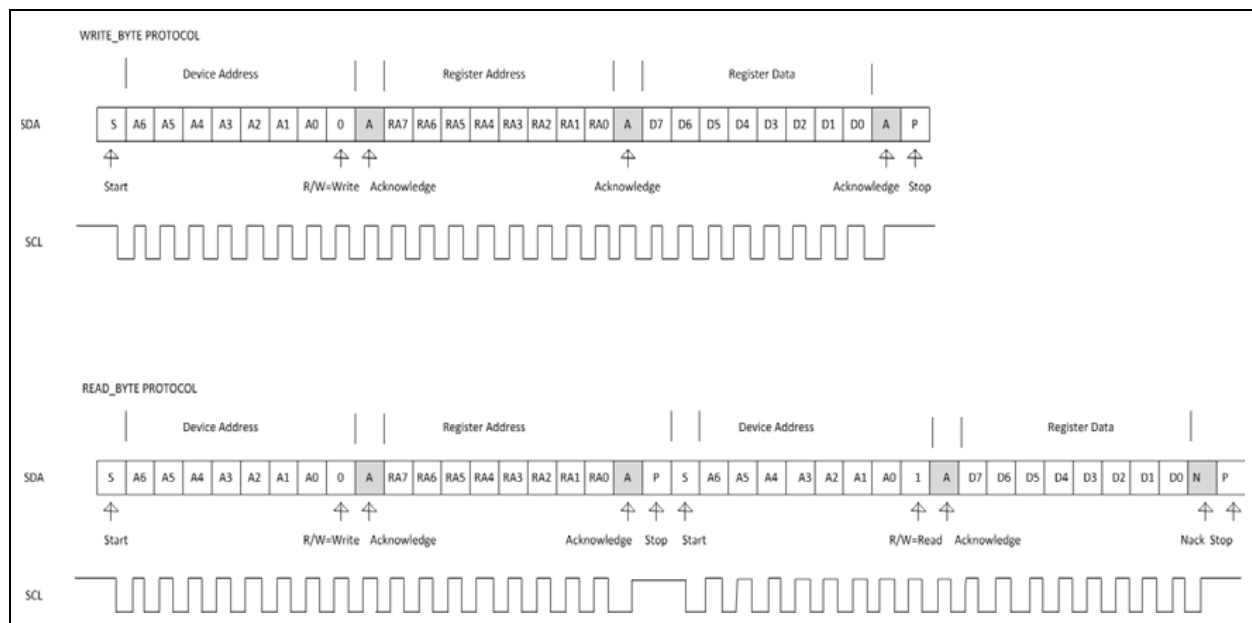 WRITE_BYTE PROTOCOL
Device Address Register Address Register Data
SDA S A6 A5 A4 A3 A2 A1 A0 0 A RA7 RA6 RA5 RA4 RA3 RA2 RA1 RA0 A D7 D6 D5 D4 D3 D2 D1 D0 A P
Start R/W=Write Acknowledge Acknowledge Acknowledge Stop
SCL
READ_BYTE PROTOCOL
Device Address Register Address Device Address Register Data
SDA S A6 A5 A4 A3 A2 A1 A0 0 A RA7 RA6 RA5 RA4 RA3 RA2 RA1 RA0 A P S A6 A5 A4 A3 A2 A1 A0 1 A D7 D6 D5 D4 D3 D2 D1 D0 N P
Start R/W=Write Acknowledge Acknowledge Stop Start R/W=Read Acknowledge Nack Stop
SCL